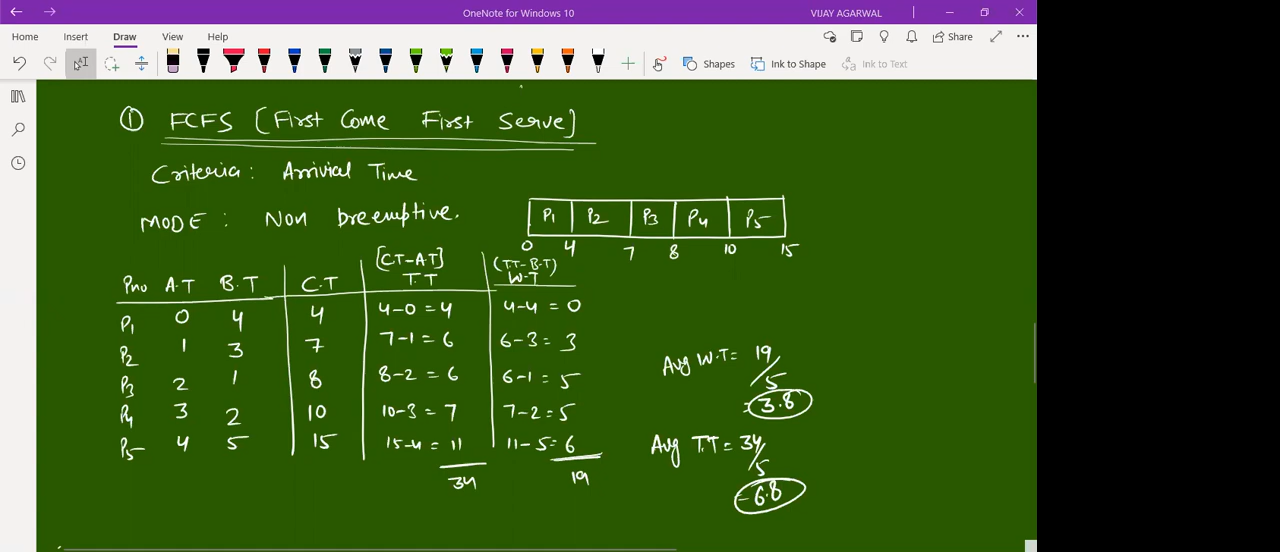 OneNote for Windows 10
VIJAY AGARWAL
Home Insert Draw View Help Share
Shapes Ink to Shape Ink to Text
① FCFS [First Come First Serve]
Criteria: Arrivial Time
MODE: Non Preemptive.
P1 P2 P3 P4 P5
0 4 7 8 10 15
[CT-AT] (TT-B-T)
Pno A.T B.T C.T T.T W.T
P1 0 4 4 4-0=4 4-4=0
P2 1 3 7 7-1=6 6-3=3
P3 2 1 8 8-2=6 6-1=5
P4 3 2 10 10-3=7 7-2=5
P5 4 5 15 15-4=11 11-5=6
34 19
Avg W.T= 19/5
=3.8
Avg T.T=34/5
=6.8